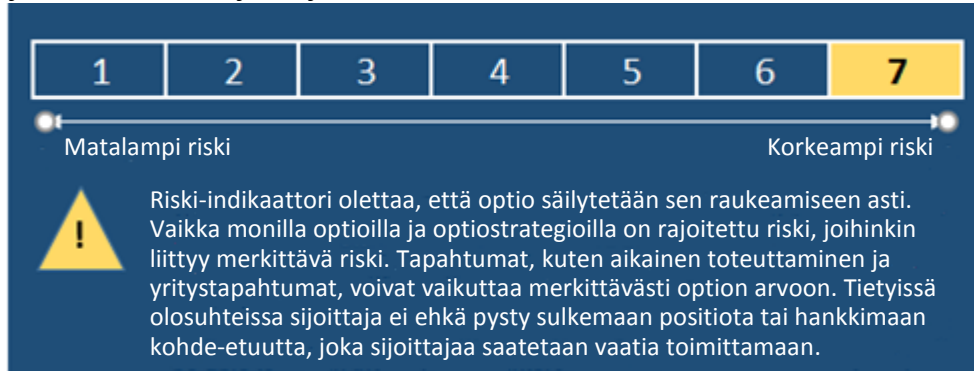 1 2 3 4 5 6 7
Matalampi riski Korkeampi riski
Riski-indikaattori olettaa, että optio säilytetään sen raukeamiseen asti.
! Vaikka monilla optioilla ja optiostrategioilla on rajoitettu riski, joihinkin
liittyy merkittävä riski. Tapahtumat, kuten aikainen toteuttaminen ja
yritystapahtumat, voivat vaikuttaa merkittävästi option arvoon. Tietyissä
olosuhteissa sijoittaja ei ehkä pysty sulkemaan positiota tai hankkimaan
kohde-etuutta, joka sijoittajaa saatetaan vaatia toimittamaan.